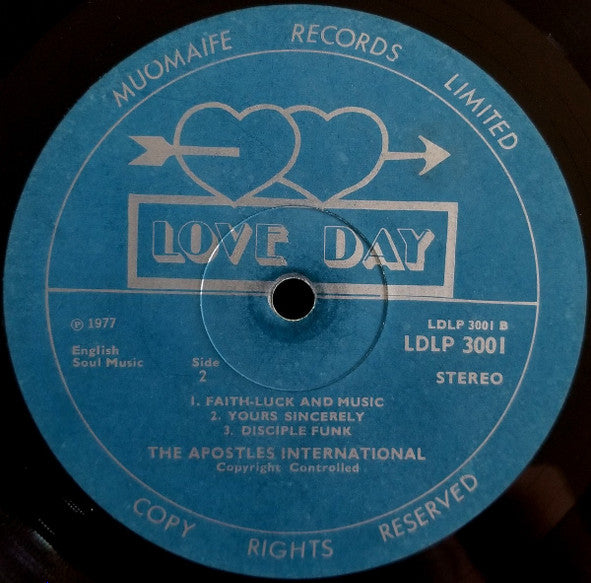 MUOMAIFE RECORDS LIMITED
LOVE DAY
℗ 1977
LDLP 3001 B
LDLP 3001
English
Soul Music
Side
2
STEREO
1. FAITH-LUCK AND MUSIC
2. YOURS SINCERELY
3. DISCIPLE FUNK
THE APOSTLES INTERNATIONAL
Copyright Controlled
COPY RIGHTS RESERVED